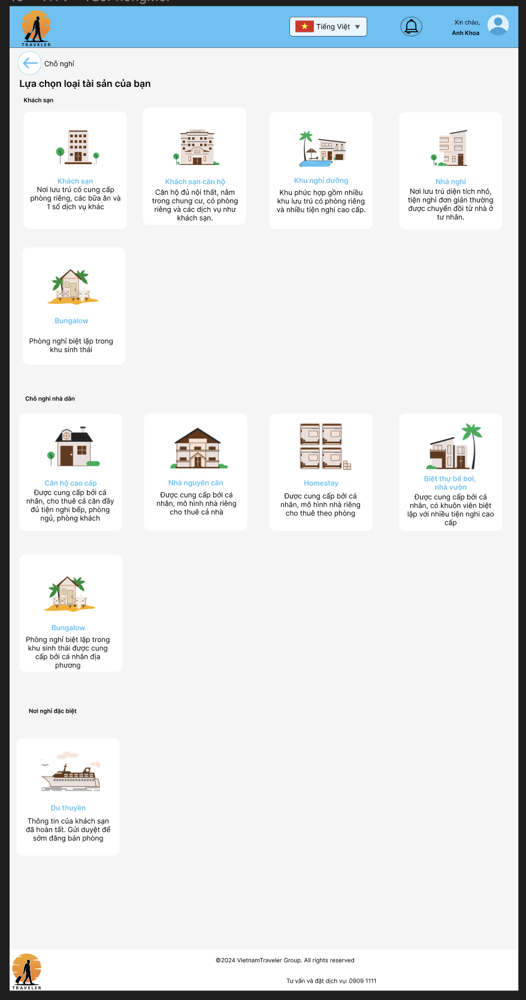 TRAVELER
Tiếng Việt
Xin chào,
Anh Khoa
Chỗ nghỉ
Lựa chọn loại tài sản của bạn
Khách sạn
Khách sạn
Nơi lưu trú có cung cấp
phòng riêng, các bữa ăn và
1 số dịch vụ khác
Khách sạn căn hộ
Căn hộ đủ nội thất, nằm
trong chung cư, có phòng
riêng và các dịch vụ như
khách sạn.
Khu nghỉ dưỡng
Khu phức hợp gồm nhiều
khu lưu trú có phòng riêng
và nhiều tiện nghi cao cấp.
Nhà nghỉ
Nơi lưu trú diện tích nhỏ,
tiện nghi đơn giản thường
được chuyển đổi từ nhà ở
tư nhân.
Bungalow
Phòng nghỉ biệt lập trong
khu sinh thái
Chỗ nghỉ nhà dân
Căn hộ cao cấp
Được cung cấp bởi cá
nhân, cho thuê cả căn đầy
đủ tiện nghi bếp, phòng
ngủ, phòng khách
Nhà nguyên căn
Được cung cấp bởi cá
nhân, mô hình nhà riêng
cho thuê cả nhà
Homestay
Được cung cấp bởi cá
nhân, mô hình nhà riêng
cho thuê theo phòng
Biệt thự bể bơi,
nhà vườn
Được cung cấp bởi cá
nhân, có khuôn viên biệt
lập với nhiều tiện nghi cao
cấp
Bungalow
Phòng nghỉ biệt lập trong
khu sinh thái được cung
cấp bởi cá nhân địa
phương
Nơi nghỉ đặc biệt
Du thuyền
Thông tin của khách sạn
đã hoàn tất. Gửi duyệt để
sớm đăng bán phòng
©2024 VietnamTraveler Group. All rights reserved
Tư vấn và đặt dịch vụ: 0909 1111
TRAVELER